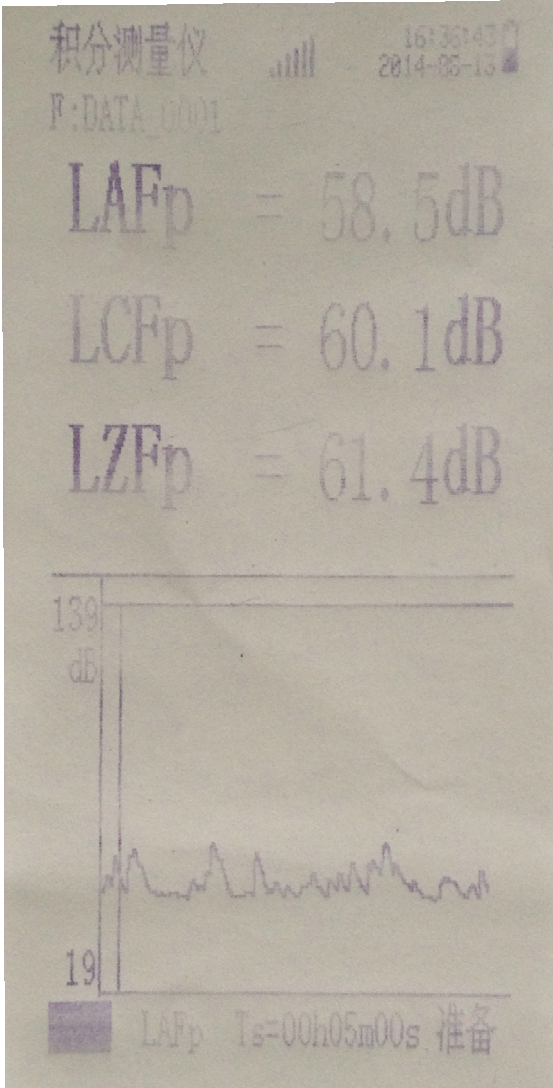 积分测量仪 16:36:43
2014-08-13
F:DATA_0001
LAFp = 58.5dB
LCFp = 60.1dB
LZFp = 61.4dB
139
dB
19
LAFp Ts=00h05m00s 准备